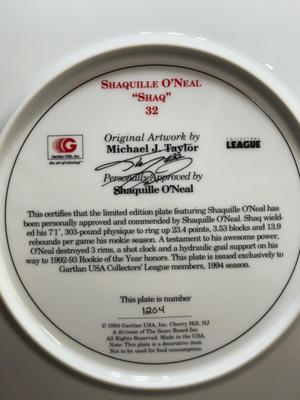 SHAQUILLE O'NEAL
"SHAQ"
32
Original Artwork by
Michael J. Taylor
Personally Approved by
Shaquille O'Neal
G
Gartlan USA, Inc.
the art of winning®
COLLECTORS'
LEAGUE
This certifies that the limited edition plate featuring Shaquille O'Neal has
been personally approved and commended by Shaquille O'Neal. Shaq wield-
ed his 7'1", 303-pound physique to ring up 23.4 points, 3.53 blocks and 13.9
rebounds per game his rookie season. A testament to his awesome power,
O'Neal destroyed 3 rims, a shot clock and a hydraulic goal support on his
way to 1992-93 Rookie of the Year honors. This plate is issued exclusively to
Gartlan USA Collectors' League members, 1994 season.
This plate is number
1204
© 1994 Gartlan USA, Inc. Cherry Hill, NJ
A division of The Score Board Inc.
Made in the USA.
Note: This plate is a decorative item.
Not to be used for food consumption.